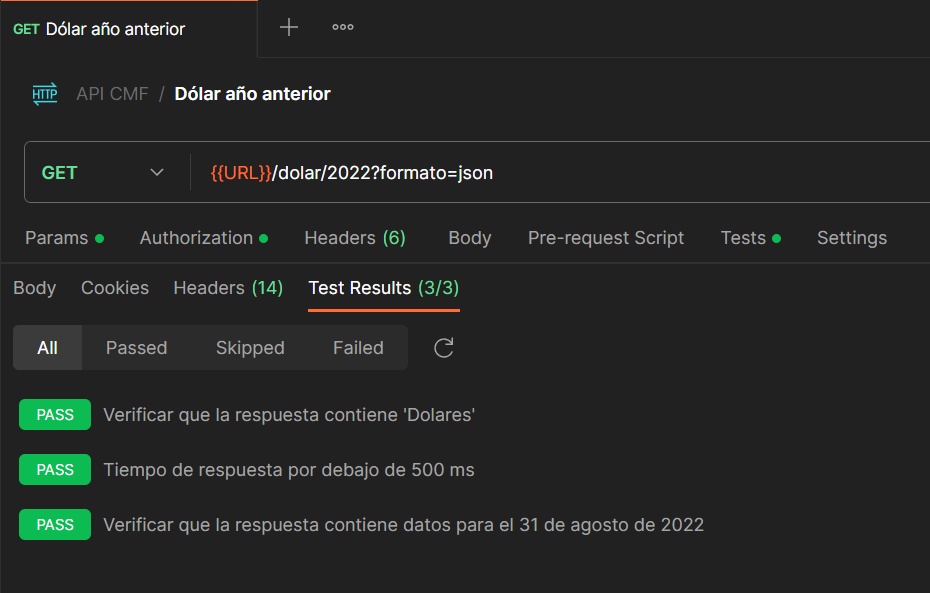 GET Dólar año anterior
HTTP API CMF / Dólar año anterior
GET {{URL}}/dolar/2022?formato=json
Params Authorization Headers (6) Body Pre-request Script Tests Settings
Body Cookies Headers (14) Test Results (3/3)
All Passed Skipped Failed
PASS Verificar que la respuesta contiene 'Dolares'
PASS Tiempo de respuesta por debajo de 500 ms
PASS Verificar que la respuesta contiene datos para el 31 de agosto de 2022